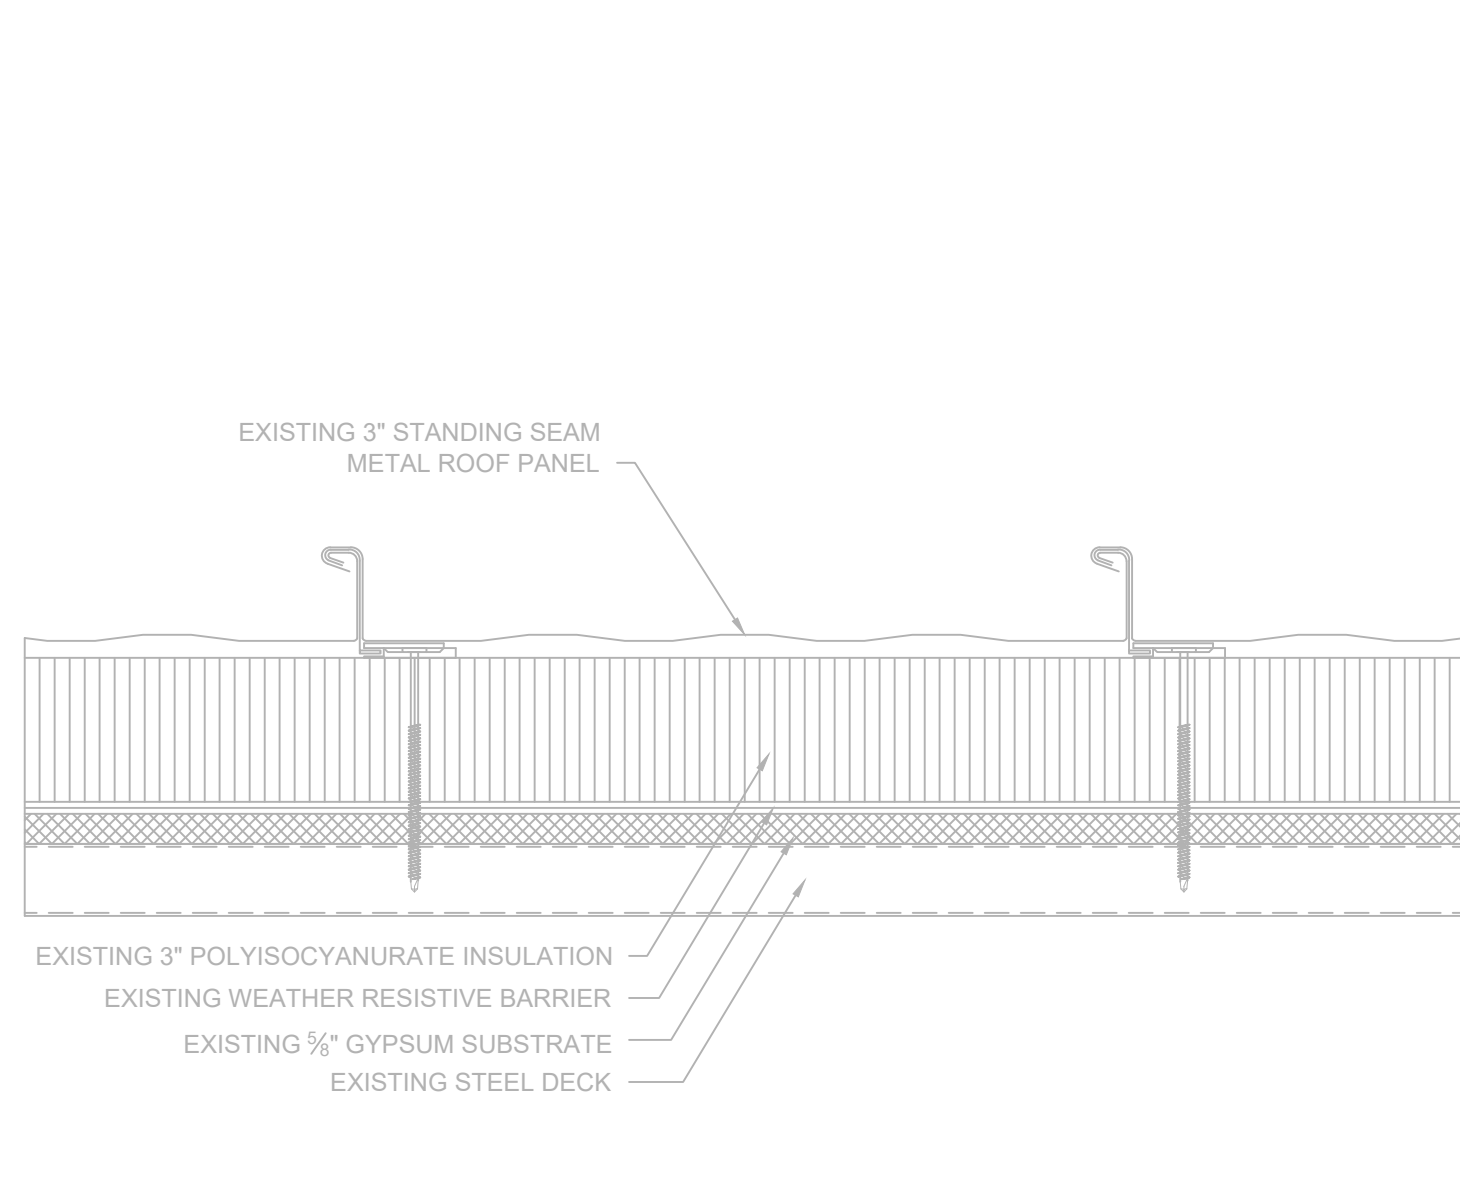 EXISTING 3" STANDING SEAM
METAL ROOF PANEL
EXISTING 3" POLYISOCYANURATE INSULATION
EXISTING WEATHER RESISTIVE BARRIER
EXISTING ⅝" GYPSUM SUBSTRATE
EXISTING STEEL DECK